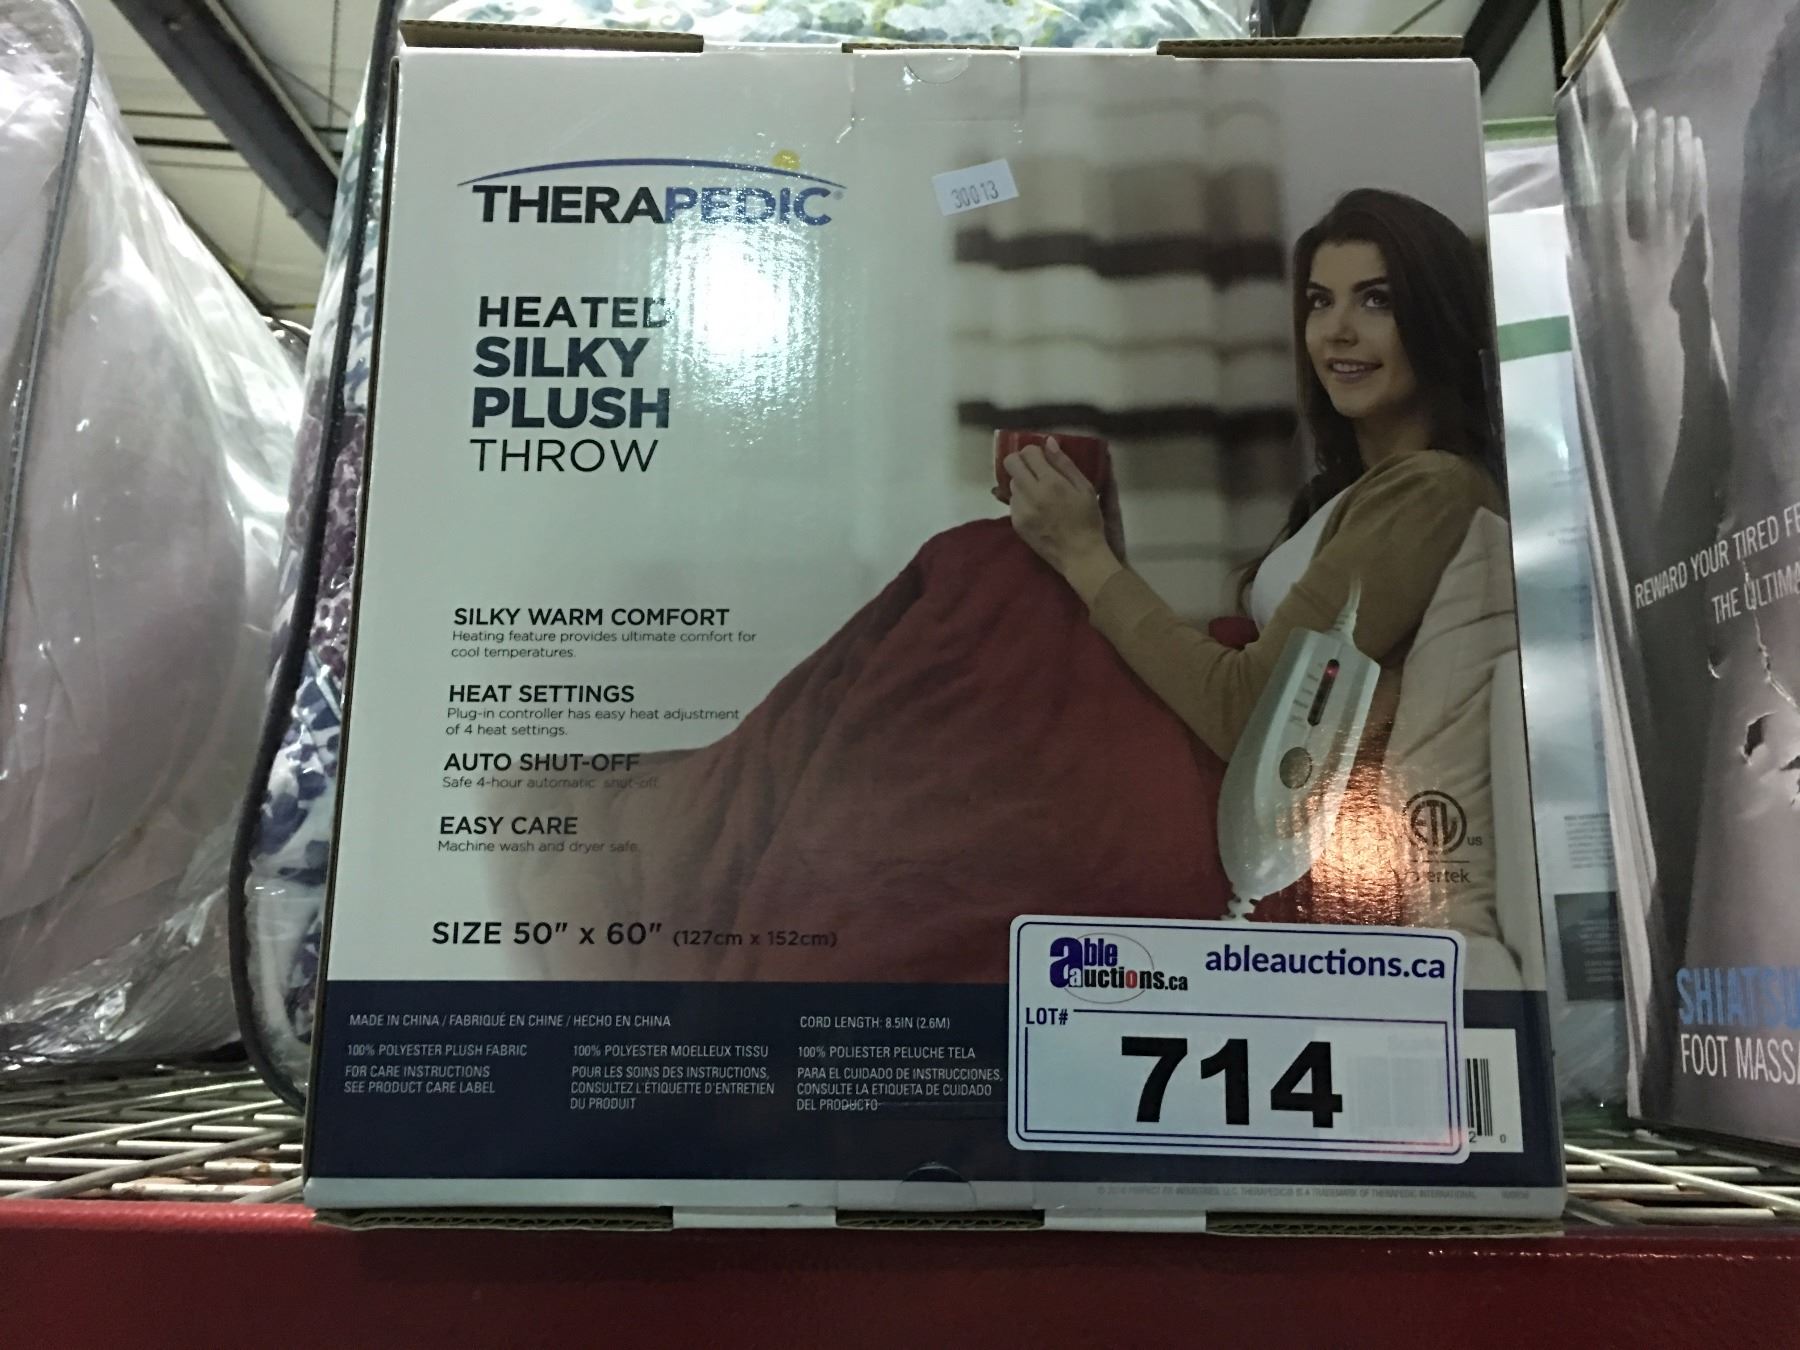 THERAPEDIC
30013
HEATED
SILKY
PLUSH
THROW
SILKY WARM COMFORT
Heating feature provides ultimate comfort for
cool temperatures.
HEAT SETTINGS
Plug-in controller has easy heat adjustment
of 4 heat settings.
AUTO SHUT-OFF
Safe 4-hour automatic shut-off.
EASY CARE
Machine wash and dryer safe.
SIZE 50" x 60" (127cm x 152cm)
ETL
US
MADE IN CHINA / FABRIQUÉ EN CHINE / HECHO EN CHINA
CORD LENGTH: 8.5IN (2.6M)
100% POLYESTER PLUSH FABRIC
FOR CARE INSTRUCTIONS
SEE PRODUCT CARE LABEL
100% POLYESTER MOELLEUX TISSU
POUR LES SOINS DES INSTRUCTIONS,
CONSULTEZ L'ÉTIQUETTE D'ENTRETIEN
DU PRODUIT
100% POLIESTER PELUCHE TELA
PARA EL CUIDADO DE INSTRUCCIONES,
CONSULTE LA ETIQUETA DE CUIDADO
DEL PRODUCTO
able auctions.ca
ableauctions.ca
LOT#
714
2 0
REWARD YOUR TIRED
THE
SHIATSU
FOOT